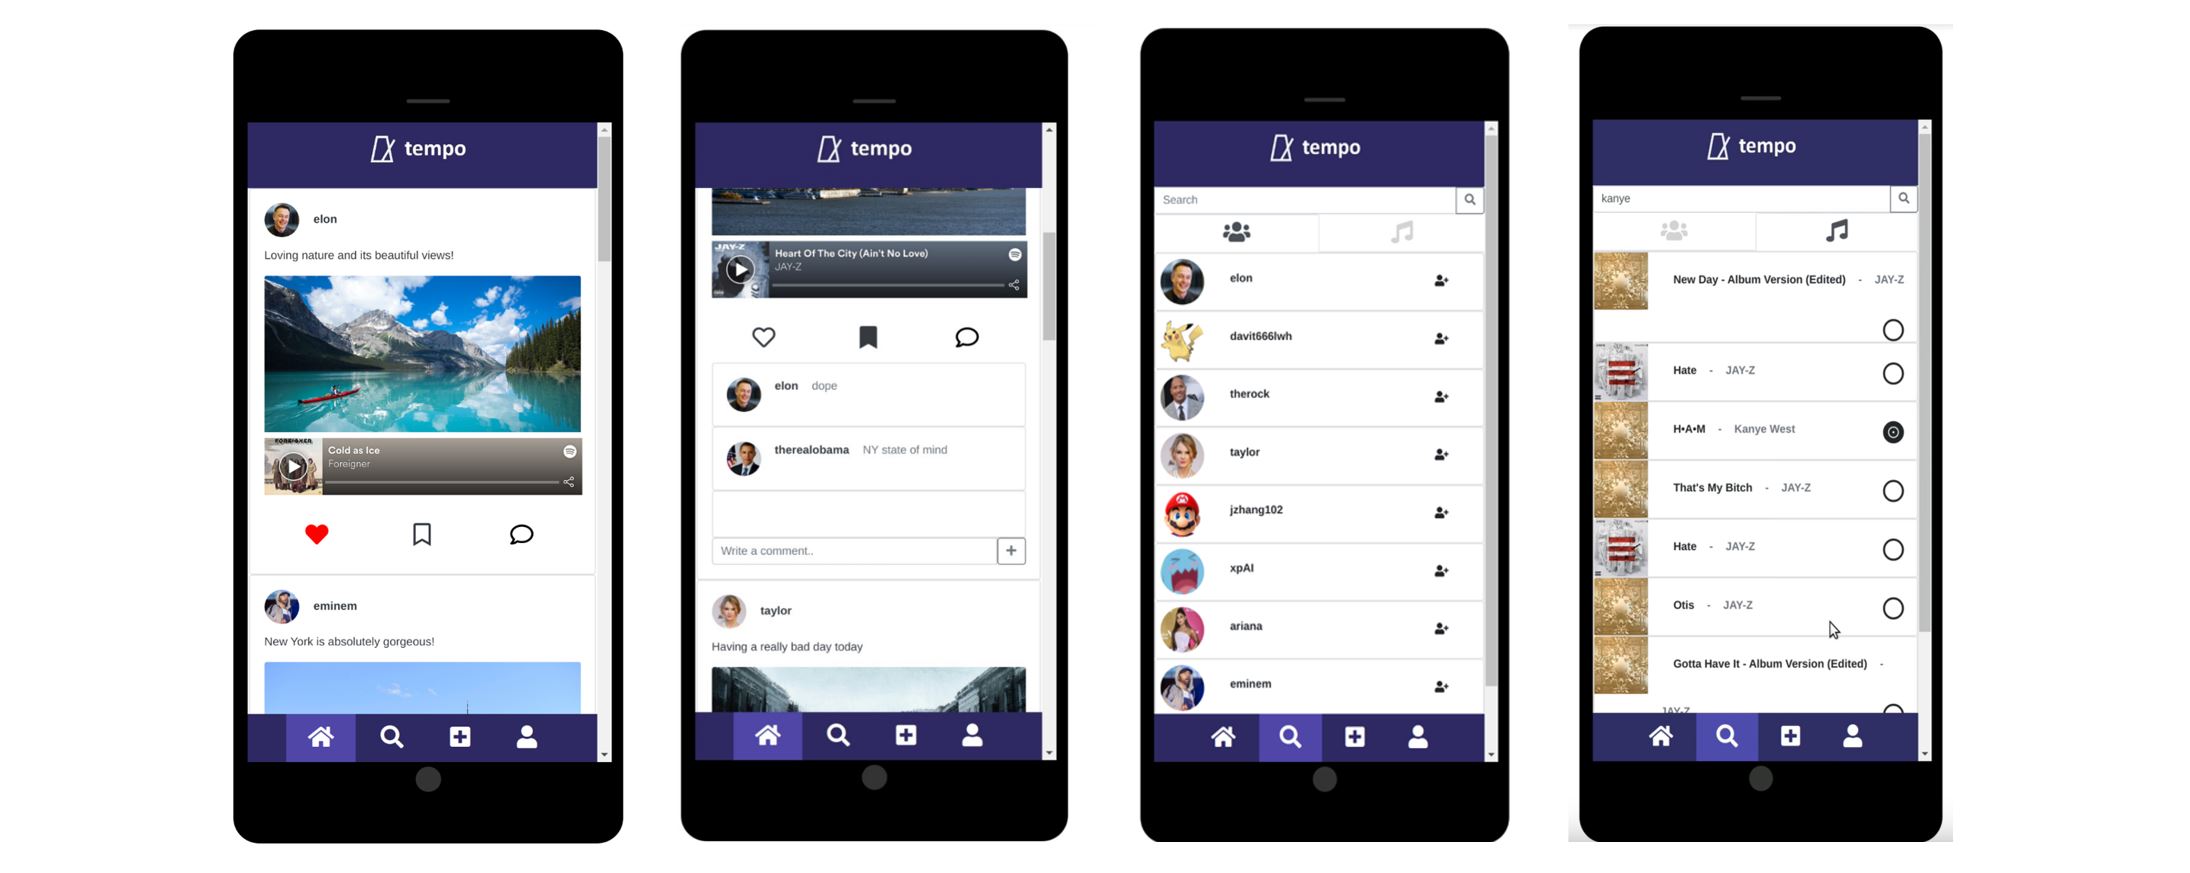 tempo
elon
Loving nature and its beautiful views!
FOREIGNER
Cold as Ice
Foreigner
eminem
New York is absolutely gorgeous!
tempo
JAY-Z
Heart Of The City (Ain't No Love)
JAY-Z
elon dope
therealobama NY state of mind
Write a comment..
taylor
Having a really bad day today
tempo
Search
elon
davit666lwh
therock
taylor
jzhang102
xpAI
ariana
eminem
tempo
kanye
New Day - Album Version (Edited) - JAY-Z
Hate - JAY-Z
H•A•M - Kanye West
That's My Bitch - JAY-Z
Hate - JAY-Z
Otis - JAY-Z
Gotta Have It - Album Version (Edited) -
JAY-Z